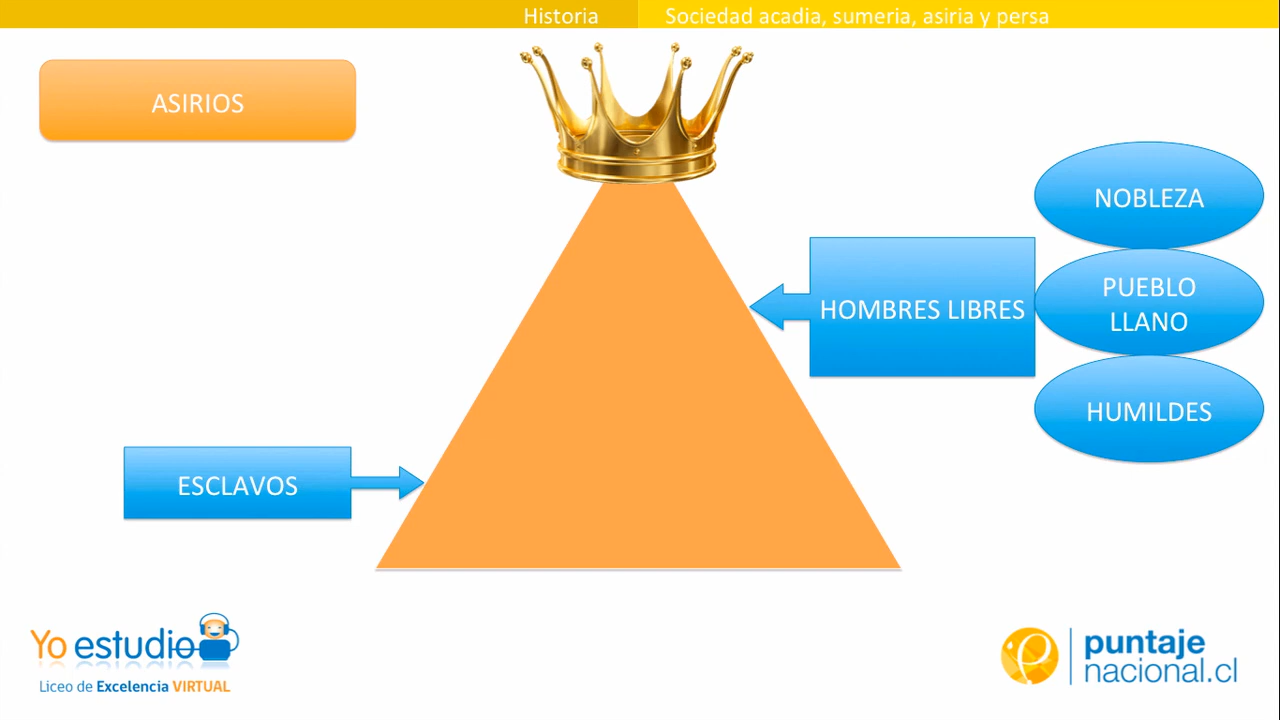 Historia
Sociedad acadia, sumeria, asiria y persa
ASIRIOS
NOBLEZA
HOMBRES LIBRES
PUEBLO
LLANO
HUMILDES
ESCLAVOS
Yo estudio
Liceo de Excelencia VIRTUAL
puntaje
nacional.cl